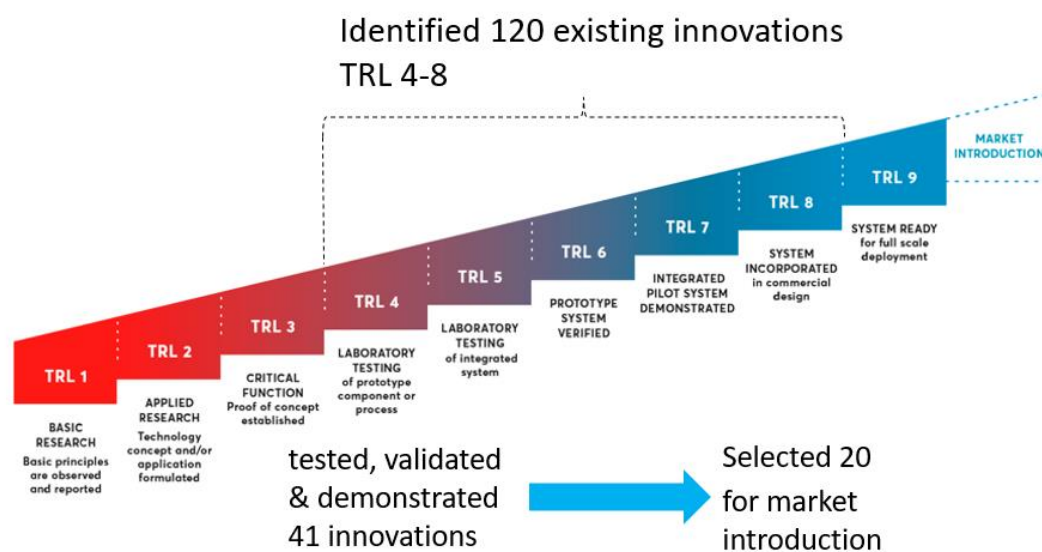 Identified 120 existing innovations
TRL 4-8
MARKET
INTRODUCTION
TRL 9
SYSTEM READY
for full scale
deployment
TRL 8
SYSTEM
INCORPORATED
in commercial
design
TRL 7
INTEGRATED
PILOT SYSTEM
DEMONSTRATED
TRL 6
PROTOTYPE
SYSTEM
VERIFIED
TRL 5
LABORATORY
TESTING
of integrated
system
TRL 4
LABORATORY
TESTING
of prototype
component or
process
TRL 3
CRITICAL
FUNCTION
Proof of concept
established
TRL 2
APPLIED
RESEARCH
Technology
concept and/or
application
formulated
TRL 1
BASIC
RESEARCH
Basic principles
are observed
and reported
tested, validated
& demonstrated
41 innovations
Selected 20
for market
introduction